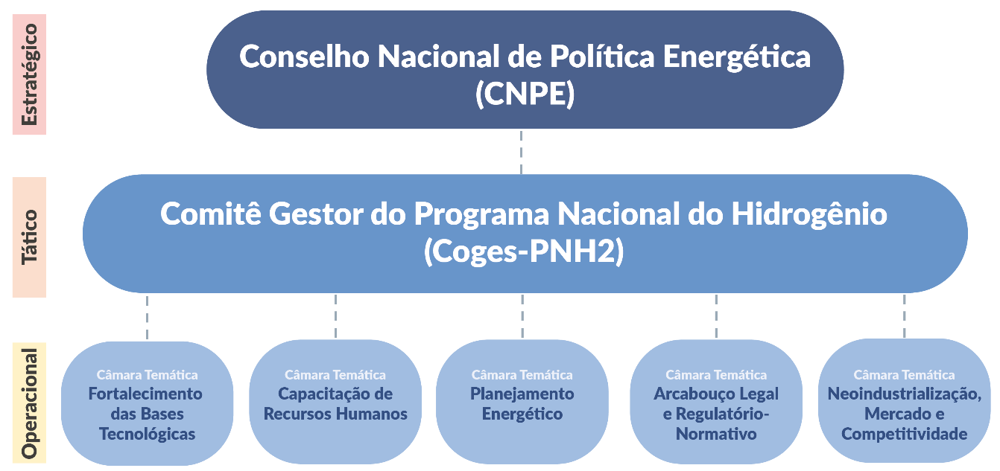 Estratégico
Conselho Nacional de Política Energética
(CNPE)
Tático
Comitê Gestor do Programa Nacional do Hidrogênio
(Coges-PNH2)
Operacional
Câmara Temática
Fortalecimento
das Bases
Tecnológicas
Câmara Temática
Capacitação de
Recursos Humanos
Câmara Temática
Planejamento
Energético
Câmara Temática
Arcabouço Legal
e Regulatório-
Normativo
Câmara Temática
Neoindustrialização,
Mercado e
Competitividade